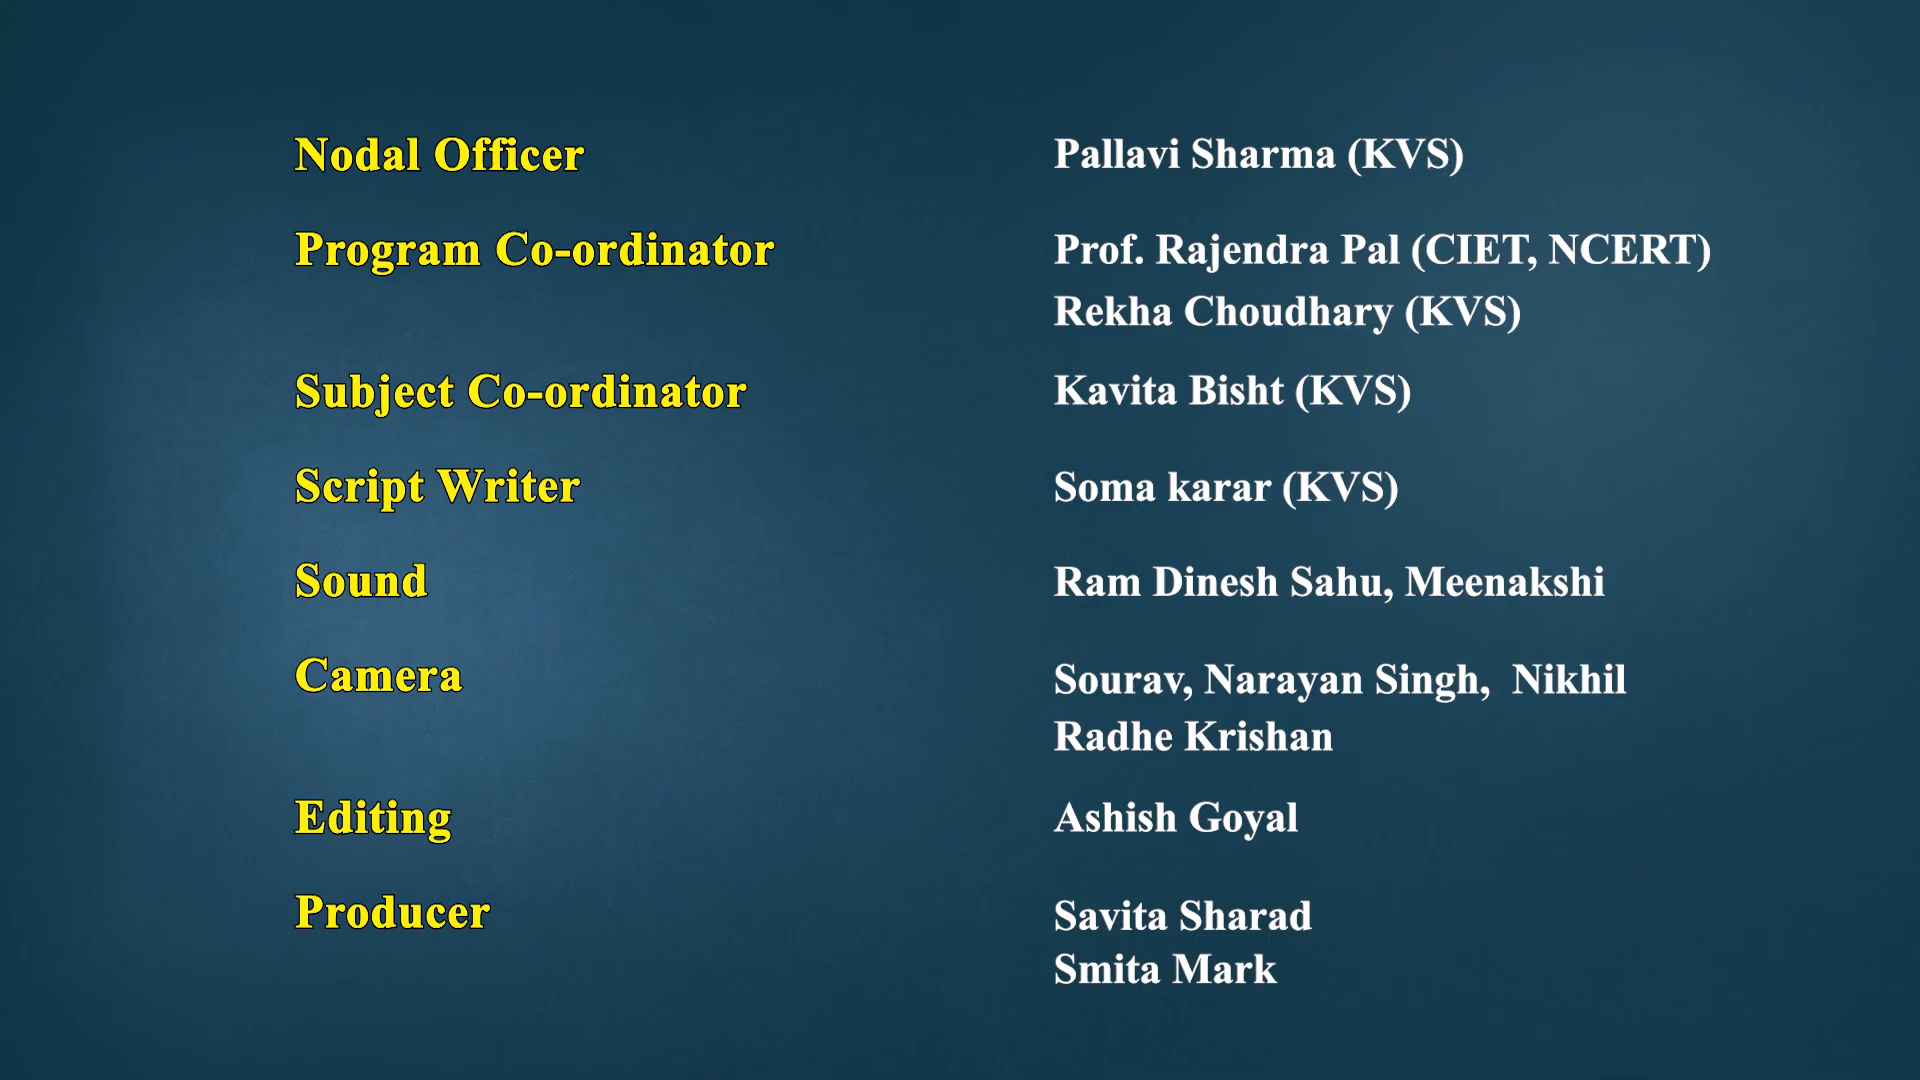 Nodal Officer Pallavi Sharma (KVS)
Program Co-ordinator Prof. Rajendra Pal (CIET, NCERT)
Rekha Choudhary (KVS)
Subject Co-ordinator Kavita Bisht (KVS)
Script Writer Soma karar (KVS)
Sound Ram Dinesh Sahu, Meenakshi
Camera Sourav, Narayan Singh, Nikhil
Radhe Krishan
Editing Ashish Goyal
Producer Savita Sharad
Smita Mark